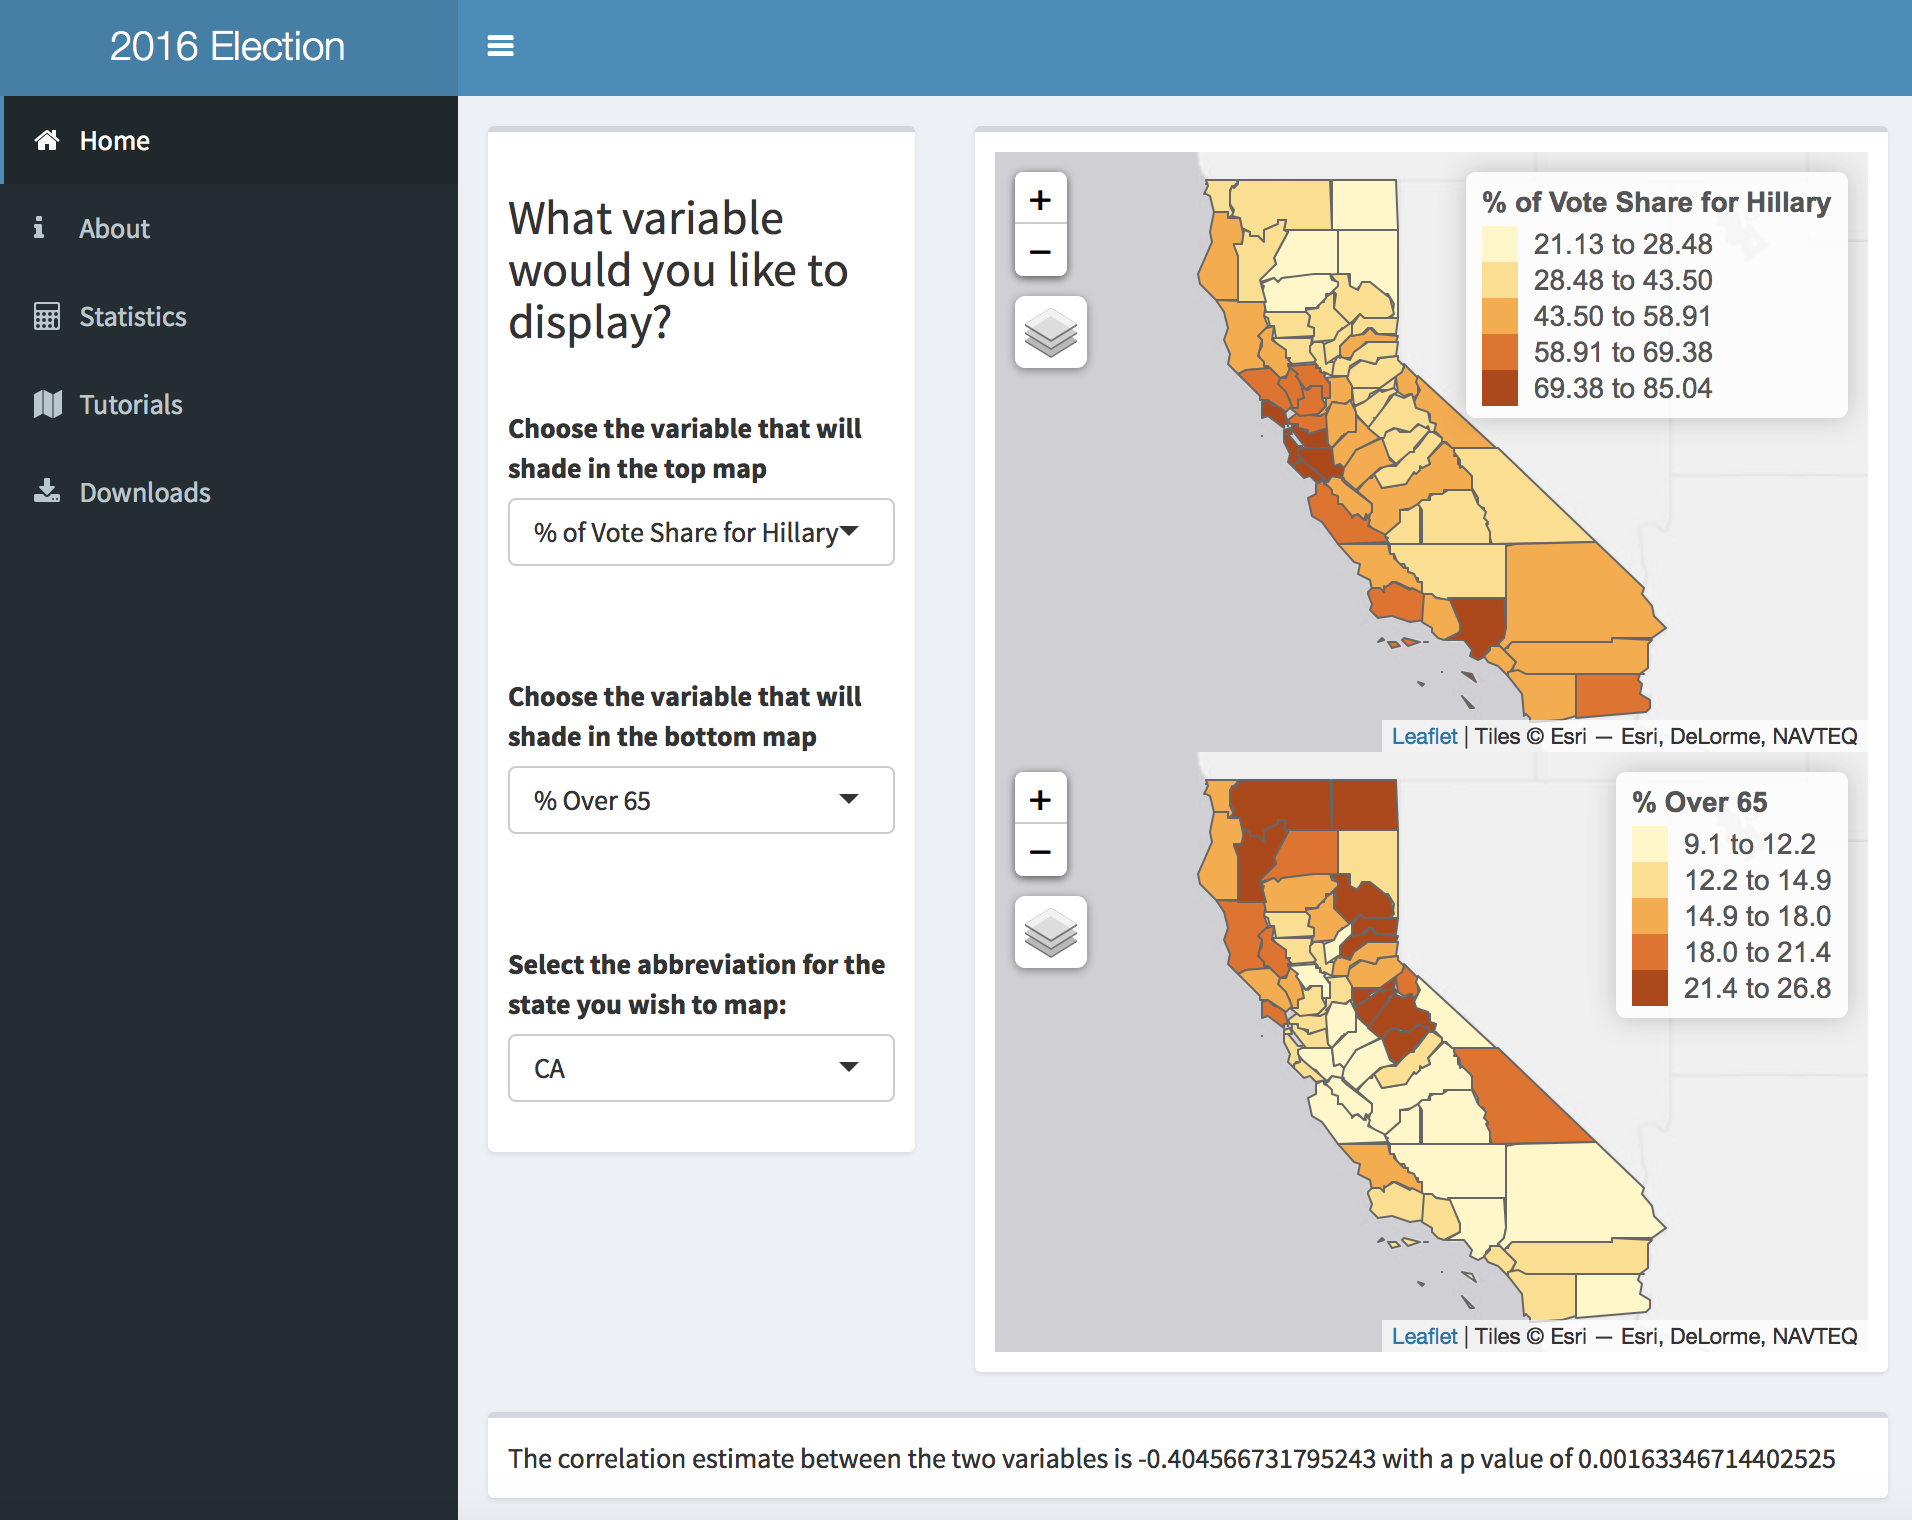 2016 Election
Home
About
Statistics
Tutorials
Downloads
What variable
would you like to
display?
Choose the variable that will
shade in the top map
% of Vote Share for Hillary
Choose the variable that will
shade in the bottom map
% Over 65
Select the abbreviation for the
state you wish to map:
CA
+
−
% of Vote Share for Hillary
21.13 to 28.48
28.48 to 43.50
43.50 to 58.91
58.91 to 69.38
69.38 to 85.04
Leaflet | Tiles © Esri — Esri, DeLorme, NAVTEQ
+
−
% Over 65
9.1 to 12.2
12.2 to 14.9
14.9 to 18.0
18.0 to 21.4
21.4 to 26.8
Leaflet | Tiles © Esri — Esri, DeLorme, NAVTEQ
The correlation estimate between the two variables is -0.404566731795243 with a p value of 0.00163346714402525